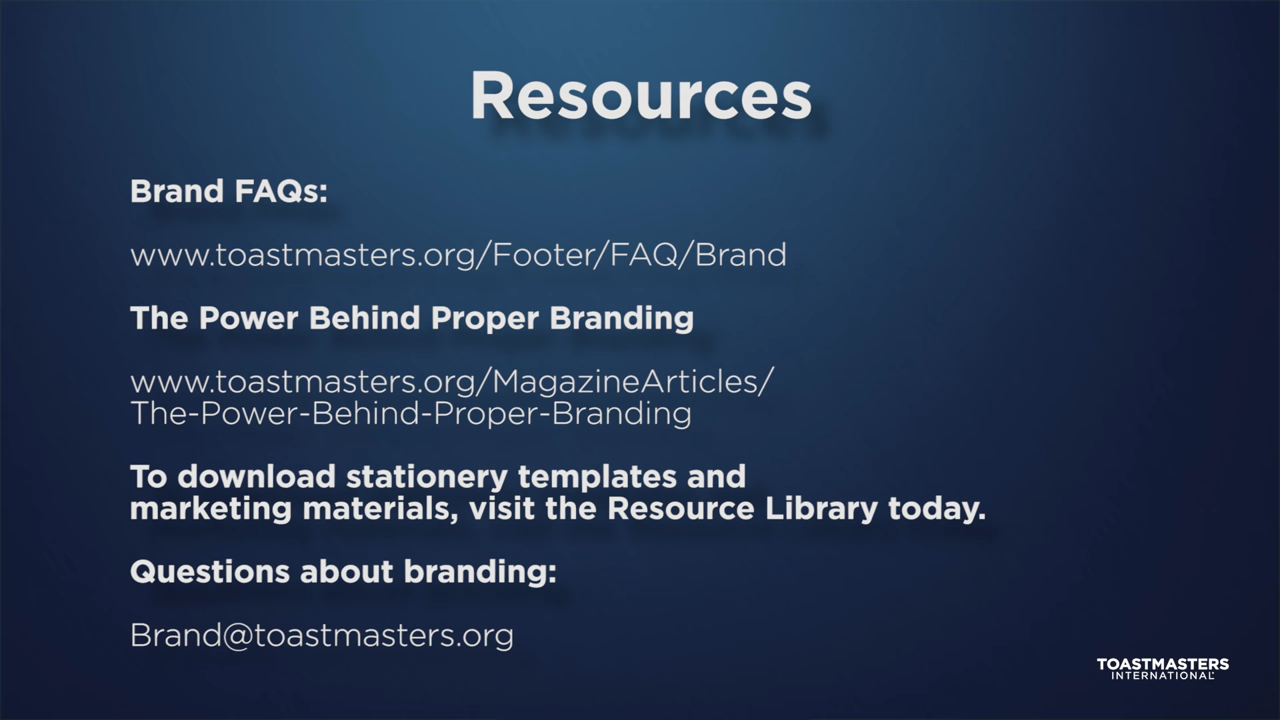 Resources
Brand FAQs:
www.toastmasters.org/Footer/FAQ/Brand
The Power Behind Proper Branding
www.toastmasters.org/MagazineArticles/
The-Power-Behind-Proper-Branding
To download stationery templates and
marketing materials, visit the Resource Library today.
Questions about branding:
Brand@toastmasters.org
TOASTMASTERS
INTERNATIONAL